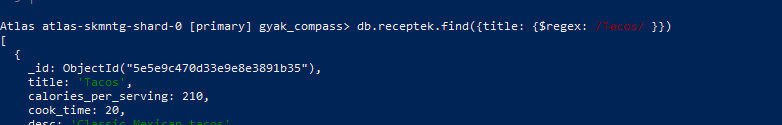 Atlas atlas-skmntg-shard-0 [primary] gyak_compass> db.receptek.find({title: {$regex: /Tacos/ }})
[
  {
    _id: ObjectId("5e5e9c470d33e9e8e3891b35"),
    title: 'Tacos',
    calories_per_serving: 210,
    cook_time: 20,
    desc: 'Classic Mexican tacos'